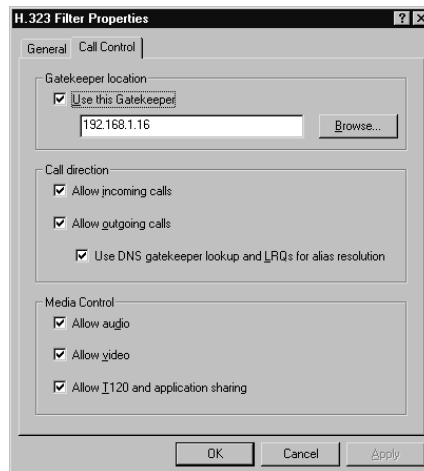 H.323 Filter Properties
General Call Control
Gatekeeper location
Use this Gatekeeper
192.168.1.16 Browse...
Call direction
Allow incoming calls
Allow outgoing calls
Use DNS gatekeeper lookup and LRQs for alias resolution
Media Control
Allow audio
Allow video
Allow T120 and application sharing
OK Cancel Apply